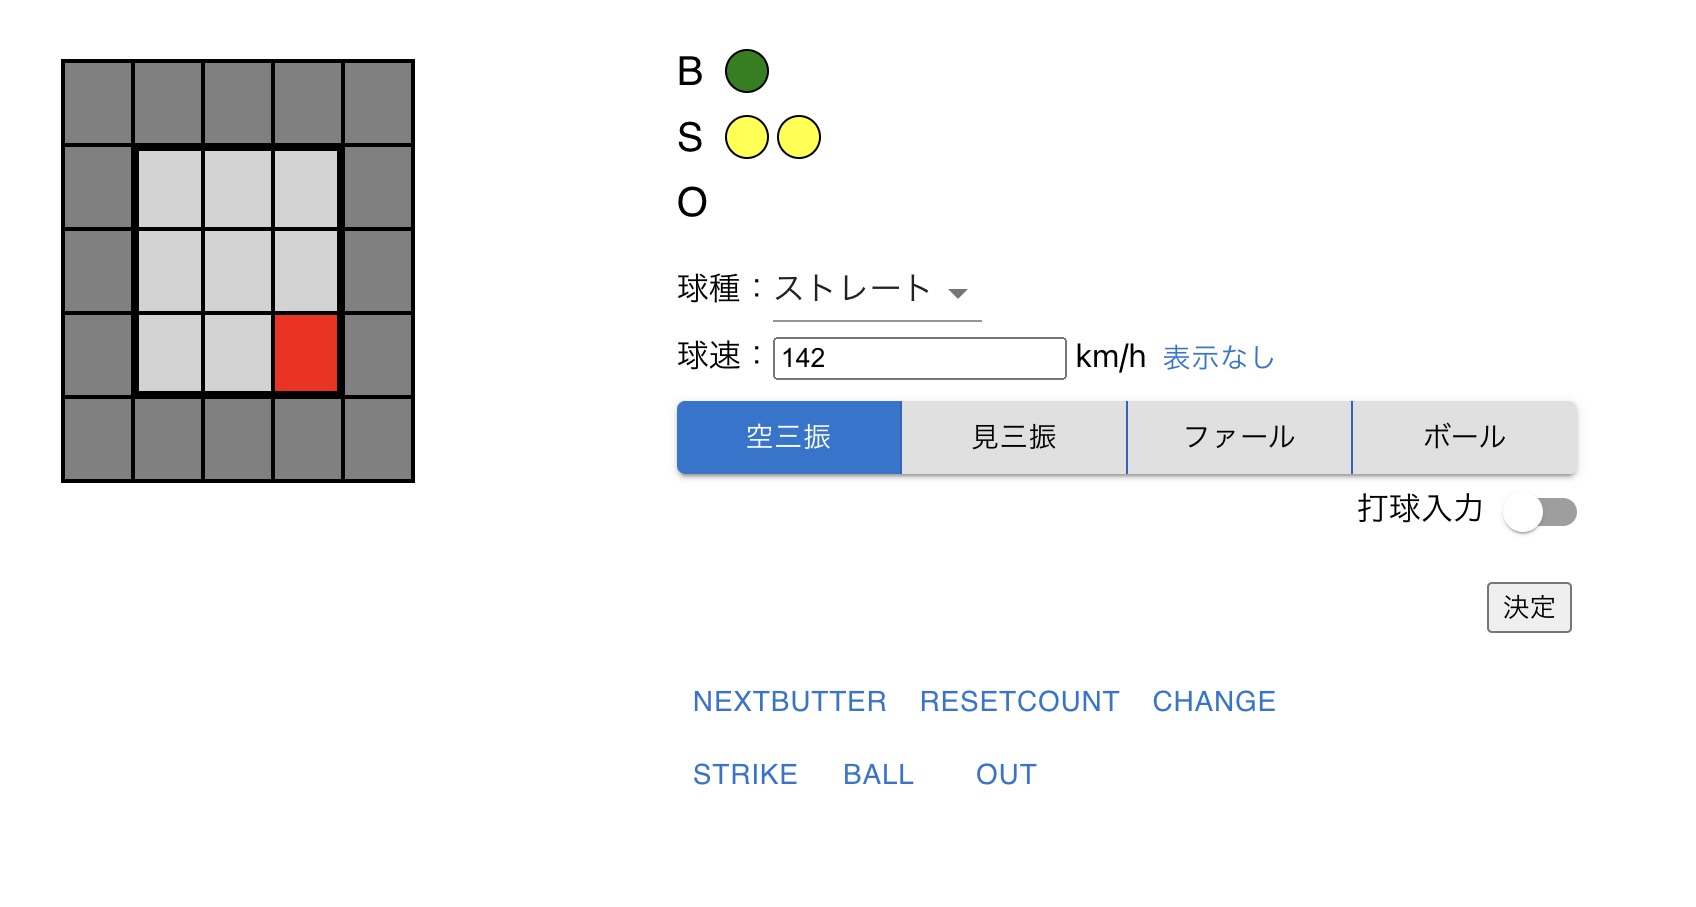 B
S
O
球種：ストレート
球速：142 km/h 表示なし
空三振 見三振 ファール ボール
打球入力
決定
NEXTBUTTER RESETCOUNT CHANGE
STRIKE BALL OUT